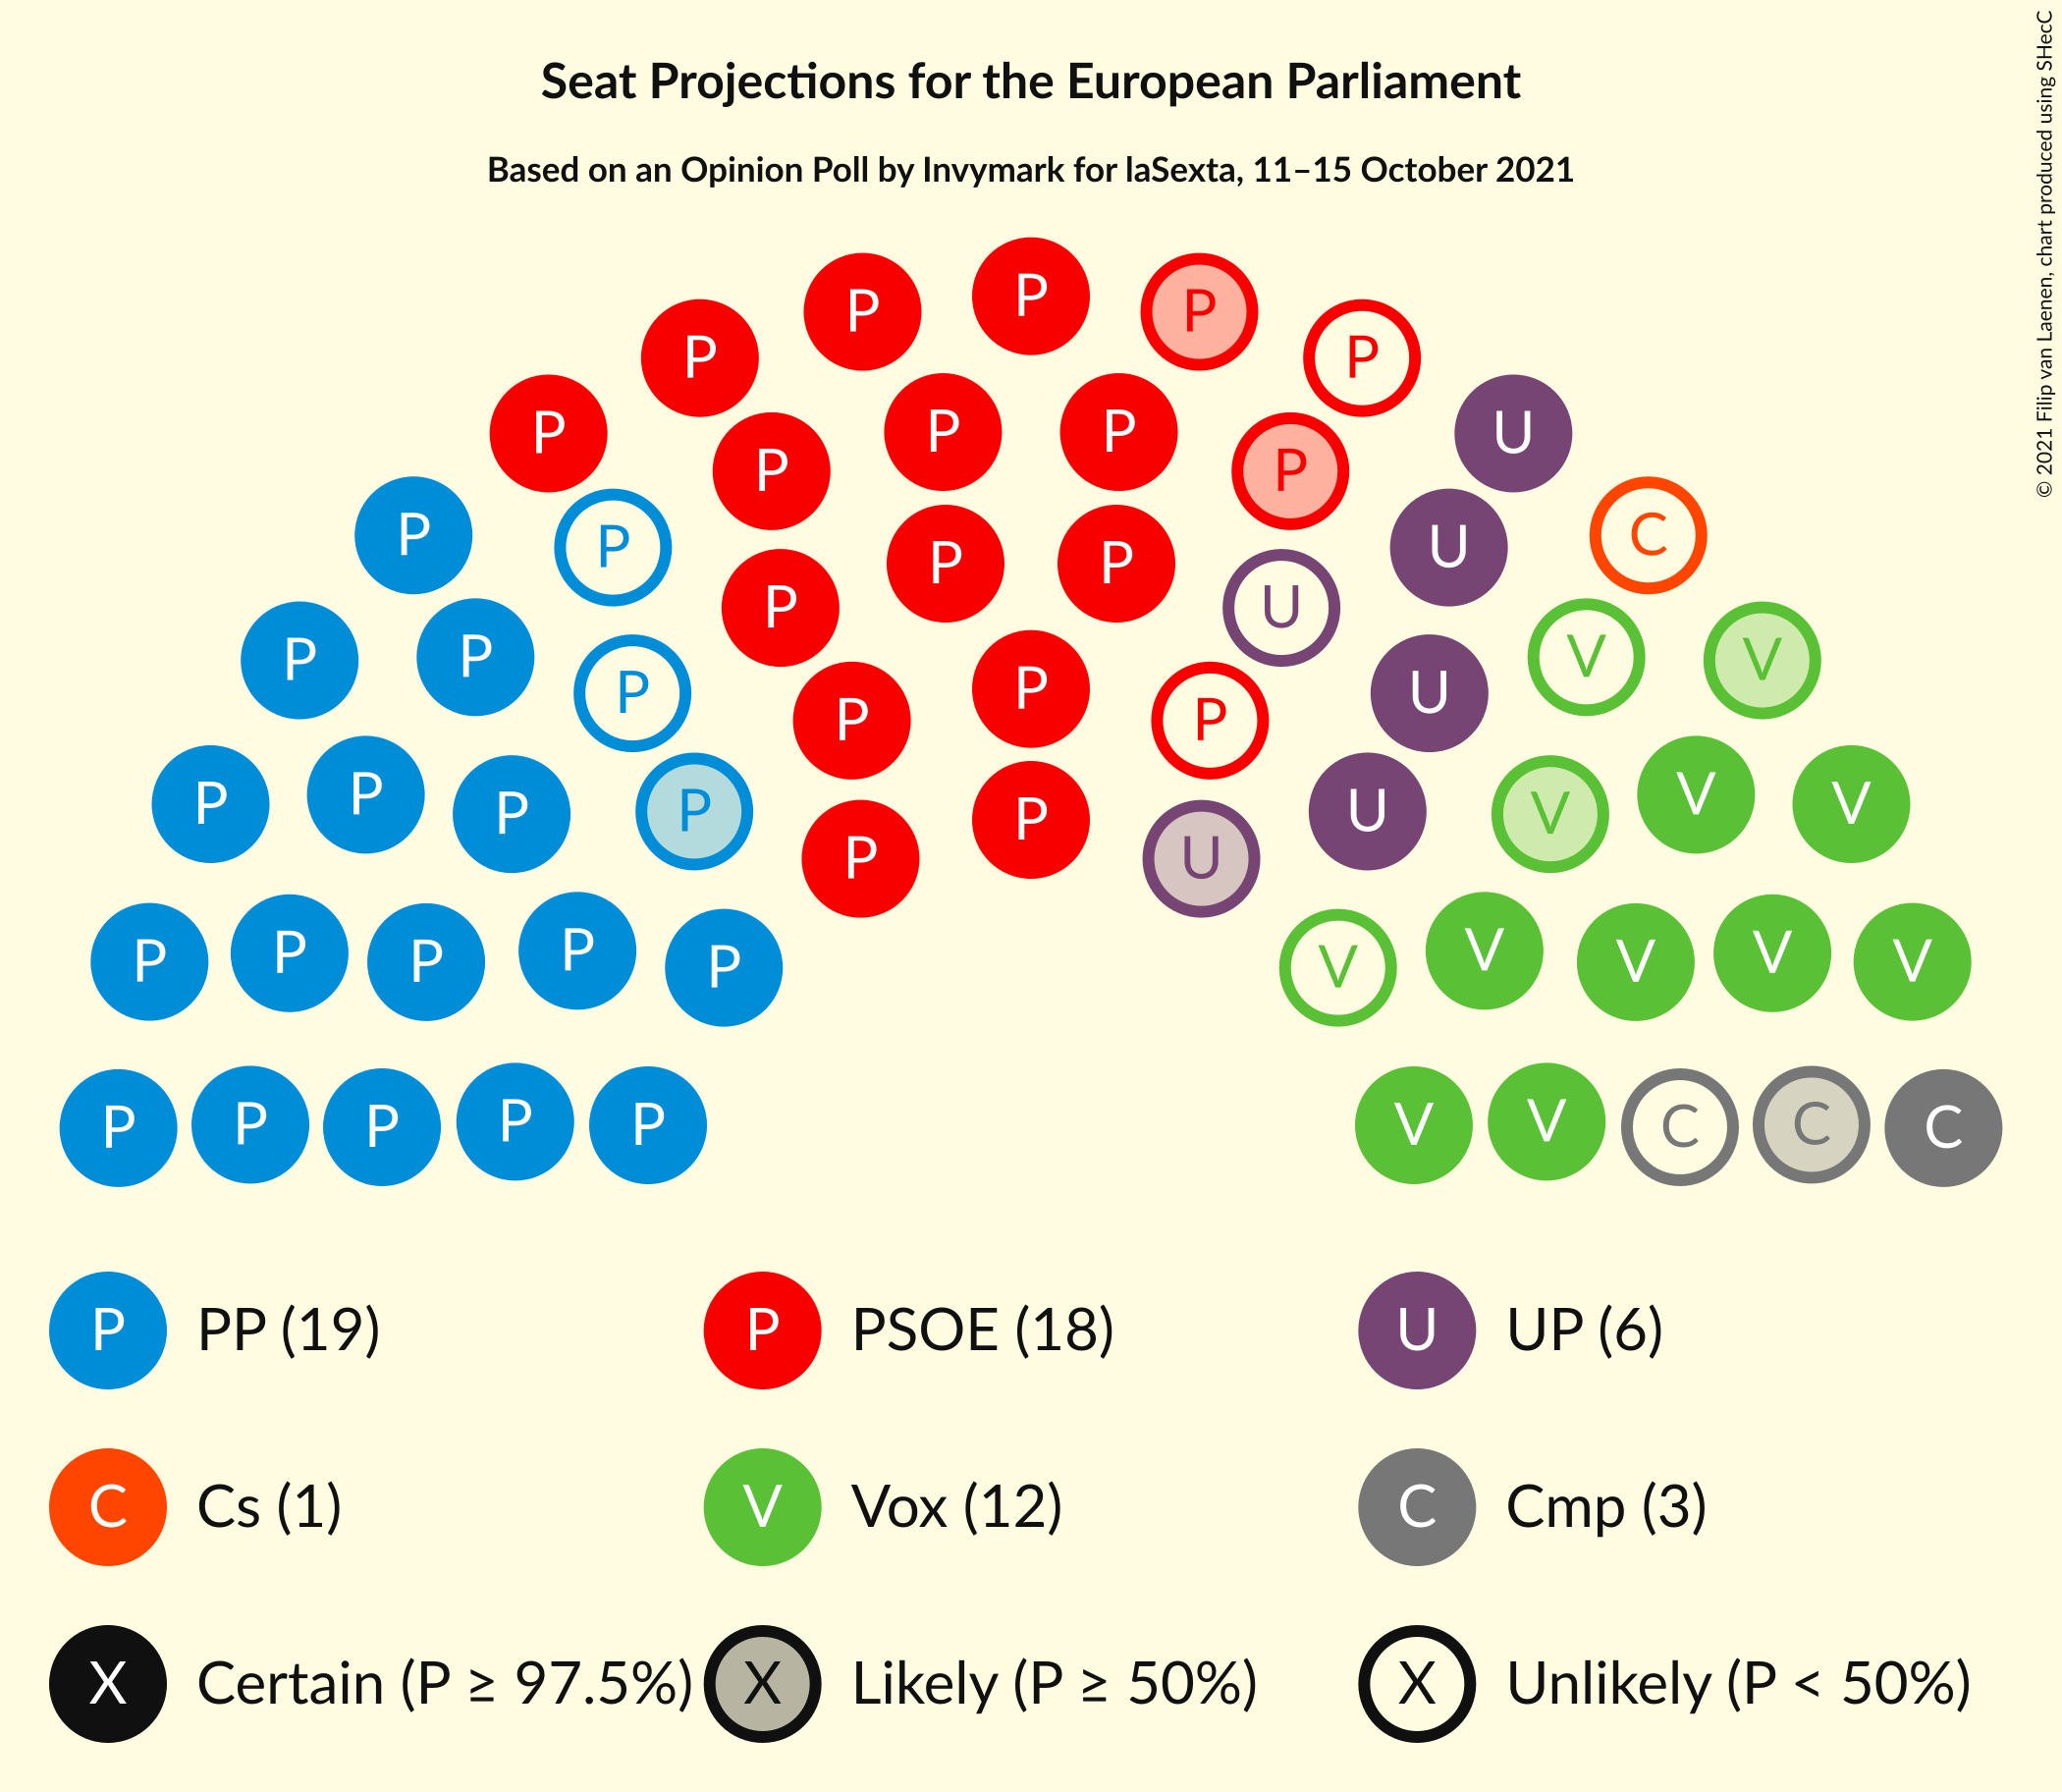 Seat Projections for the European Parliament
Based on an Opinion Poll by Invymark for laSexta, 11–15 October 2021
© 2021 Filip van Laenen, chart produced using SHecC
P
P P
P P
P P
P P
P P
U
P
P P
U
P
P
P
U
C
P
U
P
P
V
V
P
P
U
P
P
P
V
V
P
P
P
P
P
U
V
V
P
U
P
P
P
P
P
V
V
V
V
V
P
P
P
P
P
V
V
C
C
C
P PP (19)
P PSOE (18)
U UP (6)
C Cs (1)
V Vox (12)
C Cmp (3)
X Certain (P ≥ 97.5%)
X Likely (P ≥ 50%)
X Unlikely (P < 50%)